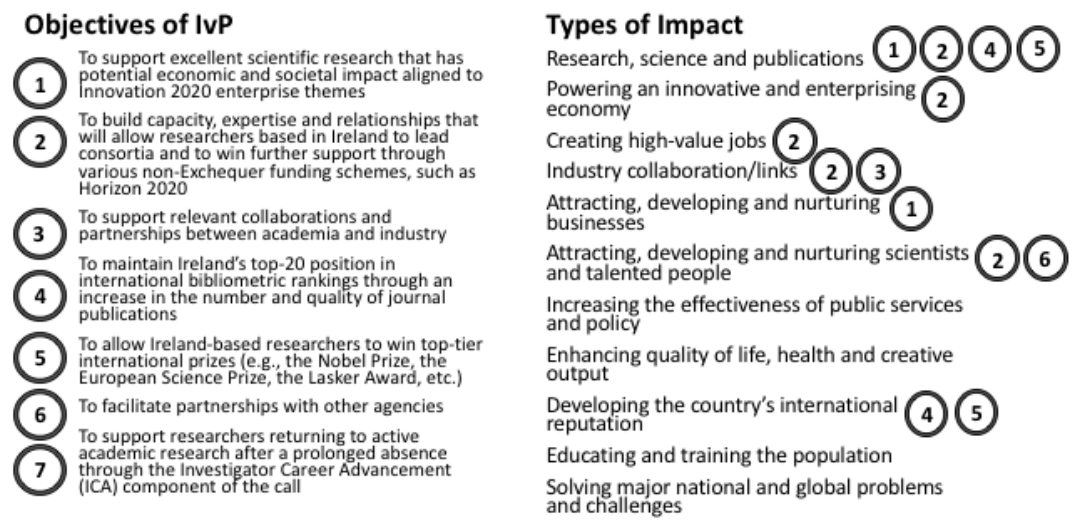 Objectives of IvP
1
To support excellent scientific research that has
potential economic and societal impact aligned to
Innovation 2020 enterprise themes
2
To build capacity, expertise and relationships that
will allow researchers based in Ireland to lead
consortia and to win further support through
various non-Exchequer funding schemes, such as
Horizon 2020
3
To support relevant collaborations and
partnerships between academia and industry
4
To maintain Ireland's top-20 position in
international bibliometric rankings through an
increase in the number and quality of journal
publications
5
To allow Ireland-based researchers to win top-tier
international prizes (e.g., the Nobel Prize, the
European Science Prize, the Lasker Award, etc.)
6
To facilitate partnerships with other agencies
7
To support researchers returning to active
academic research after a prolonged absence
through the Investigator Career Advancement
(ICA) component of the call
Types of Impact
Research, science and publications 1 2 4 5
Powering an innovative and enterprising
economy 2
Creating high-value jobs 2
Industry collaboration/links 2 3
Attracting, developing and nurturing
businesses 1
Attracting, developing and nurturing scientists
and talented people 2 6
Increasing the effectiveness of public services
and policy
Enhancing quality of life, health and creative
output
Developing the country's international
reputation 4 5
Educating and training the population
Solving major national and global problems
and challenges